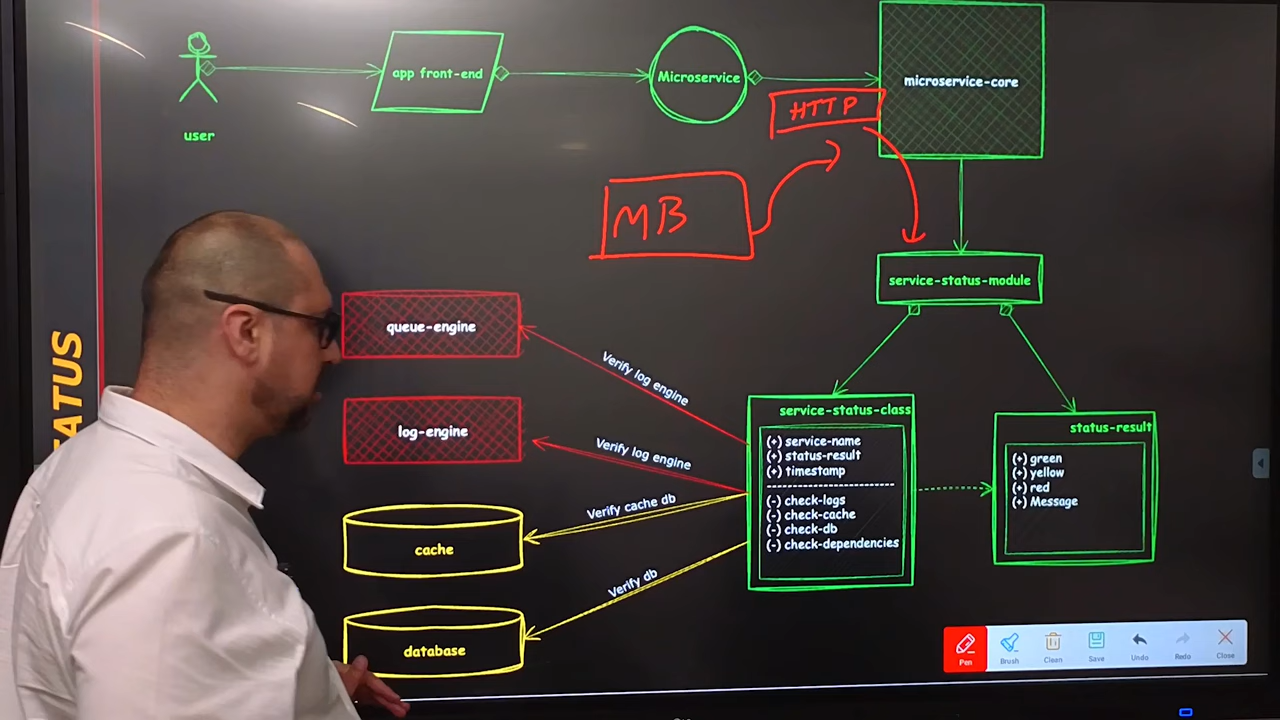 user
app front-end
Microservice
microservice-core
HTTP
MB
service-status-module
queue-engine
Verify log engine
log-engine
Verify log engine
cache
Verify cache db
database
Verify db
service-status-class
(+) service-name
(+) status-result
(+) timestamp
(-) check-logs
(-) check-cache
(-) check-db
(-) check-dependencies
status-result
(+) green
(+) yellow
(+) red
(+) Message
Pen
Brush
Clean
Save
Undo
Redo
Close